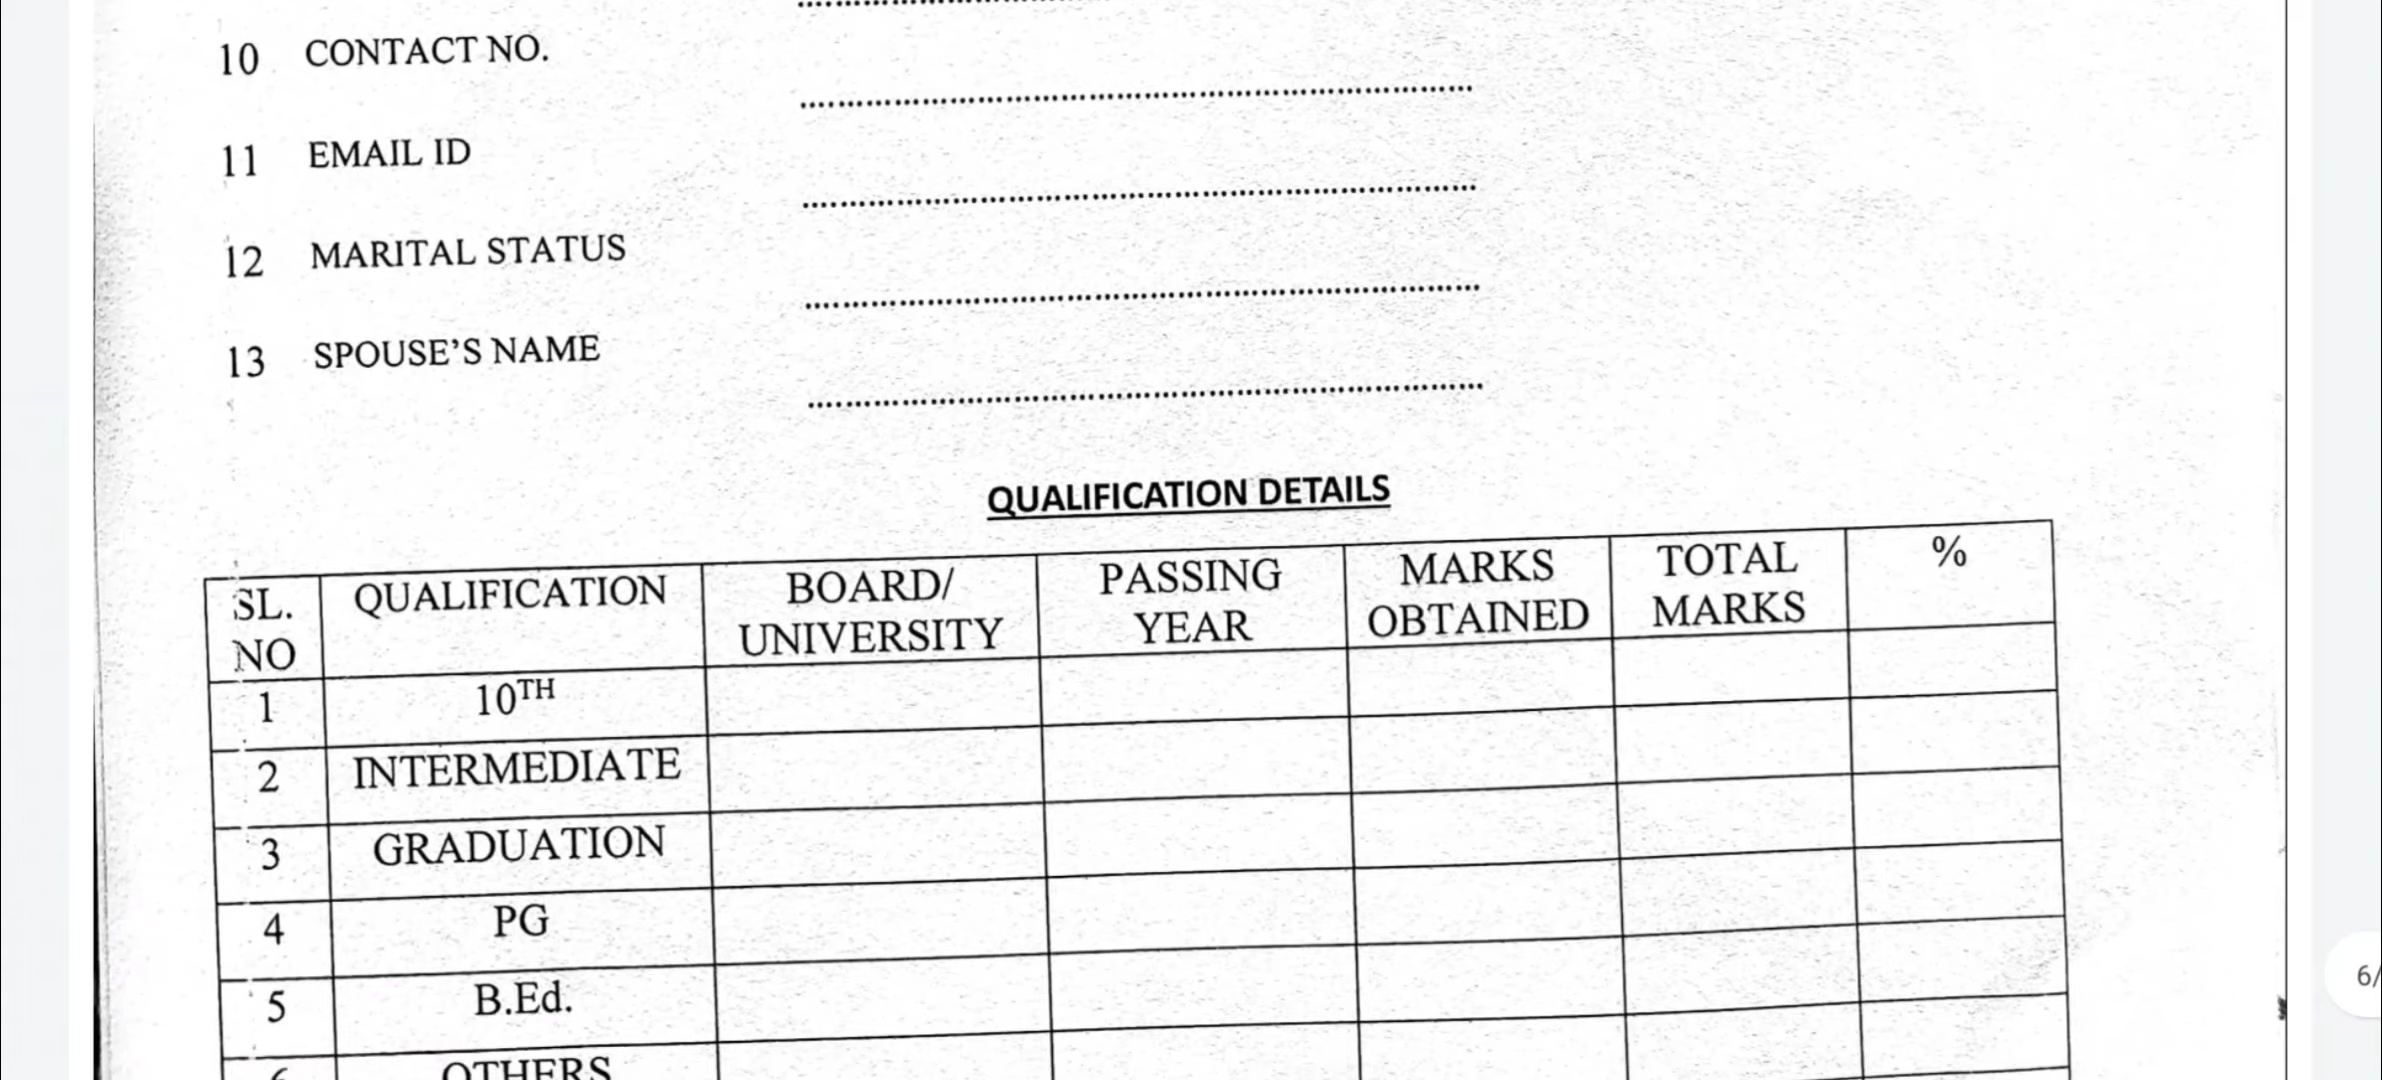 10 CONTACT NO. ........................................................................
11 EMAIL ID ........................................................................
12 MARITAL STATUS ........................................................................
13 SPOUSE'S NAME ........................................................................
QUALIFICATION DETAILS
SL. NO QUALIFICATION BOARD/ UNIVERSITY PASSING YEAR MARKS OBTAINED TOTAL MARKS %
1 10TH
2 INTERMEDIATE
3 GRADUATION
4 PG
5 B.Ed.
6 OTHERS
6/